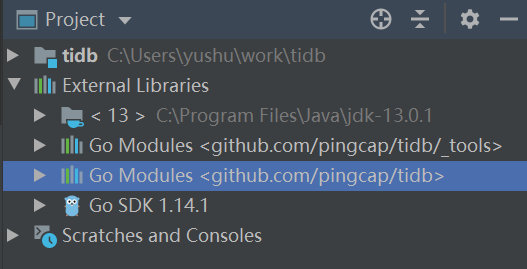 Project
tidb C:\Users\yushu\work\tidb
External Libraries
< 13 > C:\Program Files\Java\jdk-13.0.1
Go Modules <github.com/pingcap/tidb/_tools>
Go Modules <github.com/pingcap/tidb>
Go SDK 1.14.1
Scratches and Consoles